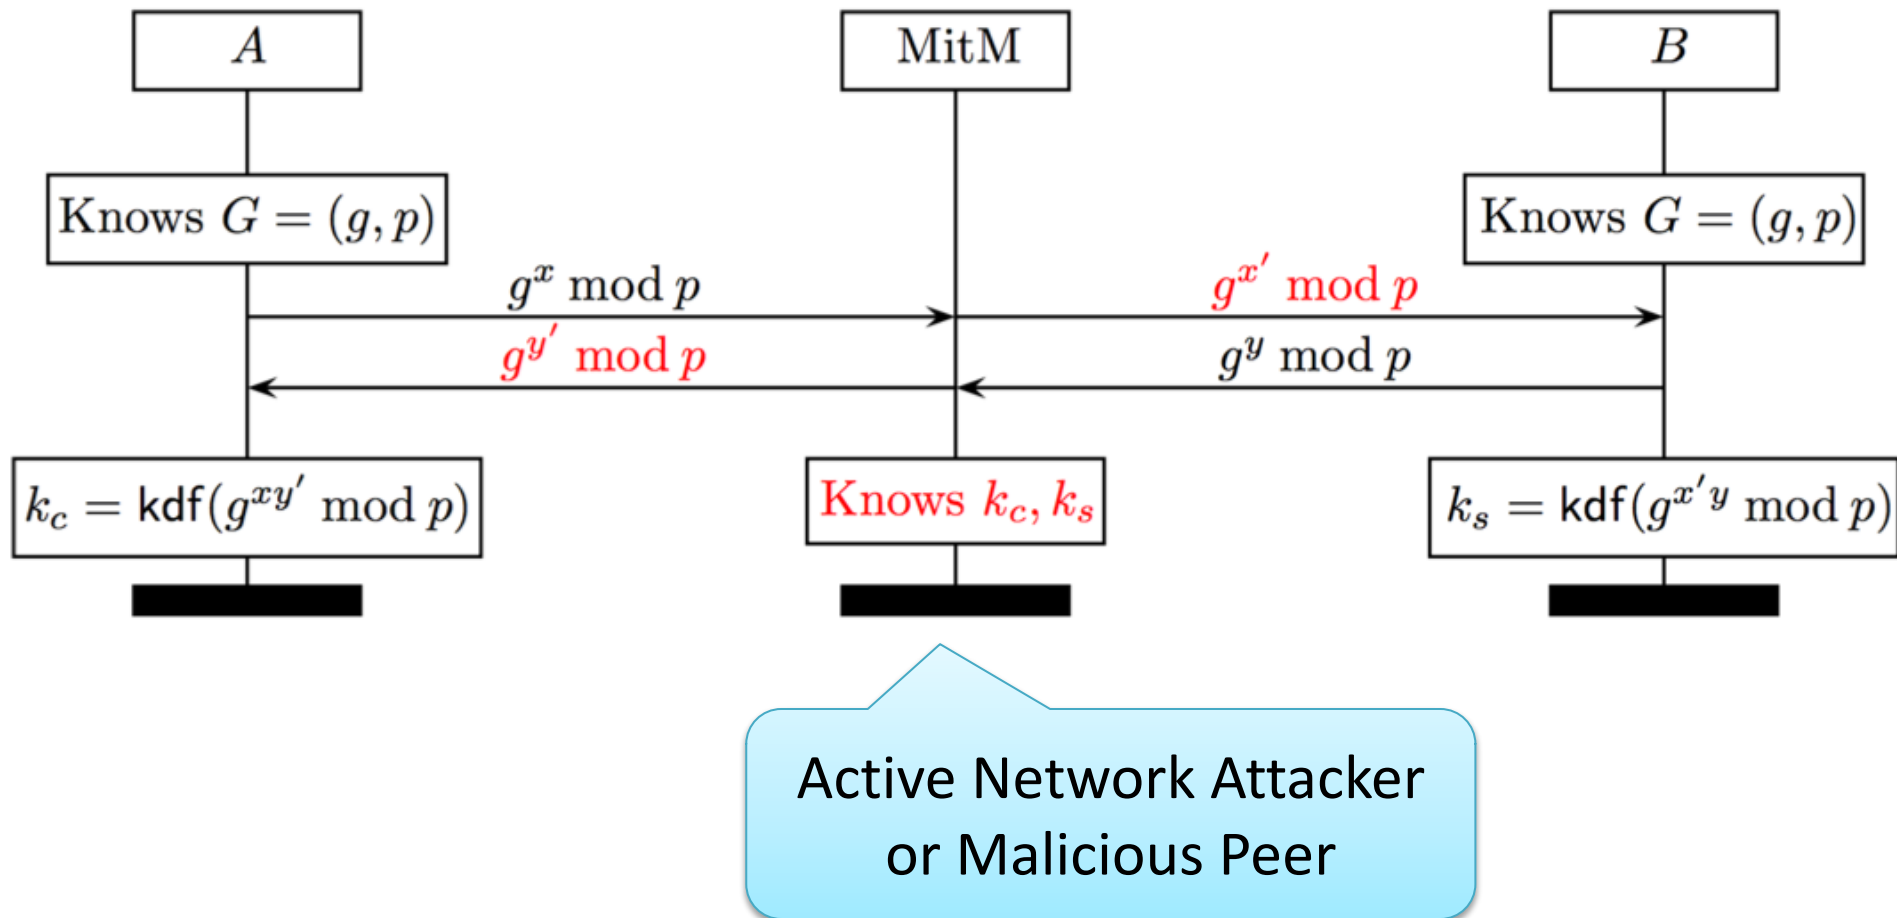 A
MitM
B
Knows G = (g, p)
Knows G = (g, p)
g^x mod p
g^{x'} mod p
g^{y'} mod p
g^y mod p
k_c = kdf(g^{xy'} mod p)
Knows k_c, k_s
k_s = kdf(g^{x'y} mod p)
Active Network Attacker
or Malicious Peer